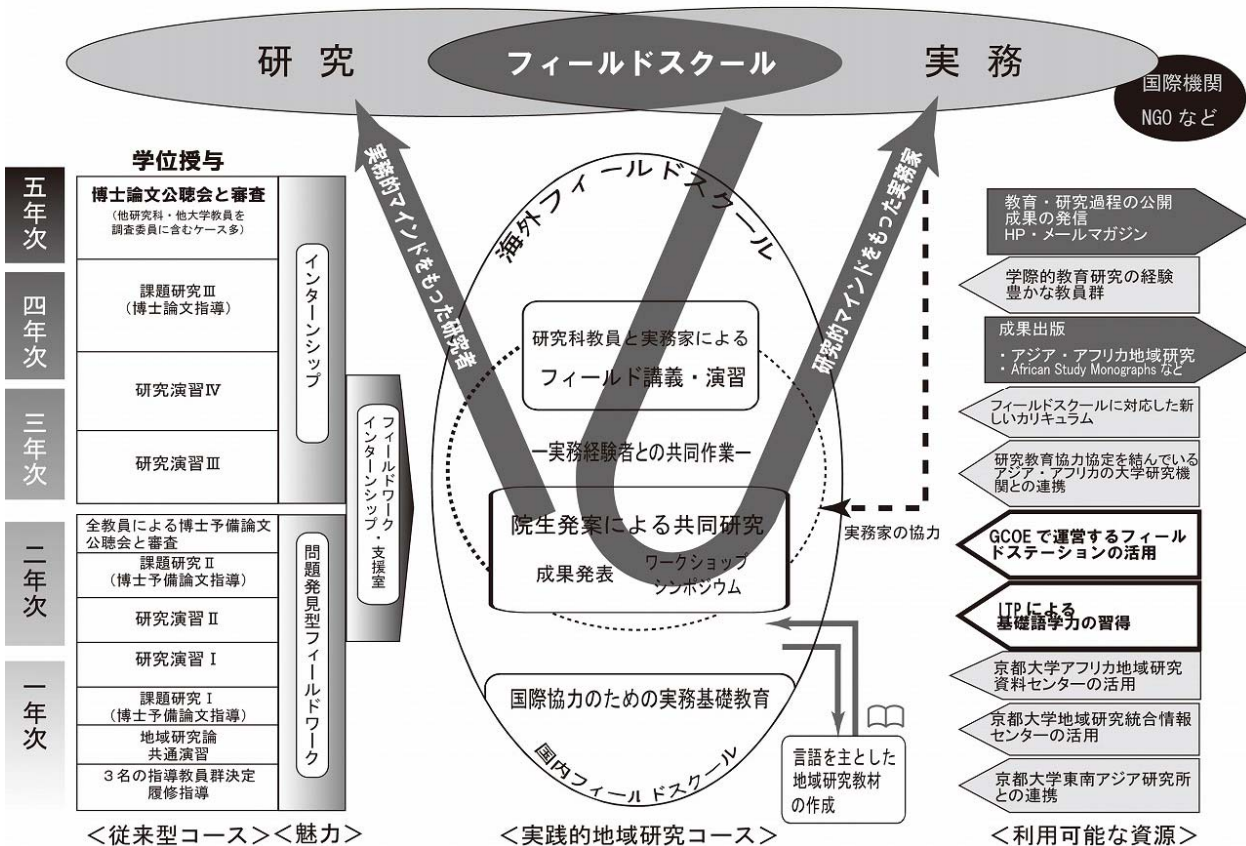 研究
フィールドスクール
実務
国際機関
NGO など
学位授与
五年次
四年次
三年次
二年次
一年次
博士論文公聴会と審査
(他研究科・他大学教員を
調査委員に含むケース多)
課題研究Ⅲ
(博士論文指導)
研究演習Ⅳ
研究演習Ⅲ
全教員による博士予備論文
公聴会と審査
課題研究Ⅱ
(博士予備論文指導)
研究演習Ⅱ
研究演習Ⅰ
課題研究Ⅰ
(博士予備論文指導)
地域研究論
共通演習
3名の指導教員群決定
履修指導
インターンシップ
問題発見型フィールドワーク
フィールドワーク
インターンシップ・支援室
実務的マインドをもった研究者
海外フィールドスクール
研究的マインドをもった実務家
研究科教員と実務家による
フィールド講義・演習
ー実務経験者との共同作業ー
院生発案による共同研究
成果発表
ワークショップ
シンポジウム
国際協力のための実務基礎教育
国内フィールドスクール
実務家の協力
言語を主とした
地域研究教材
の作成
教育・研究過程の公開
成果の発信
HP・メールマガジン
学際的教育研究の経験
豊かな教員群
成果出版
・アジア・アフリカ地域研究
・African Study Monographs など
フィールドスクールに対応した新
しいカリキュラム
研究教育協力協定を結んでいる
アジア・アフリカの大学研究機
関との連携
GCOE で運営するフィール
ドステーションの活用
LTP による
基礎語学力の習得
京都大学アフリカ地域研究
資料センターの活用
京都大学地域研究統合情報
センターの活用
京都大学東南アジア研究所
との連携
<従来型コース>
<魅力>
<実践的地域研究コース>
<利用可能な資源>